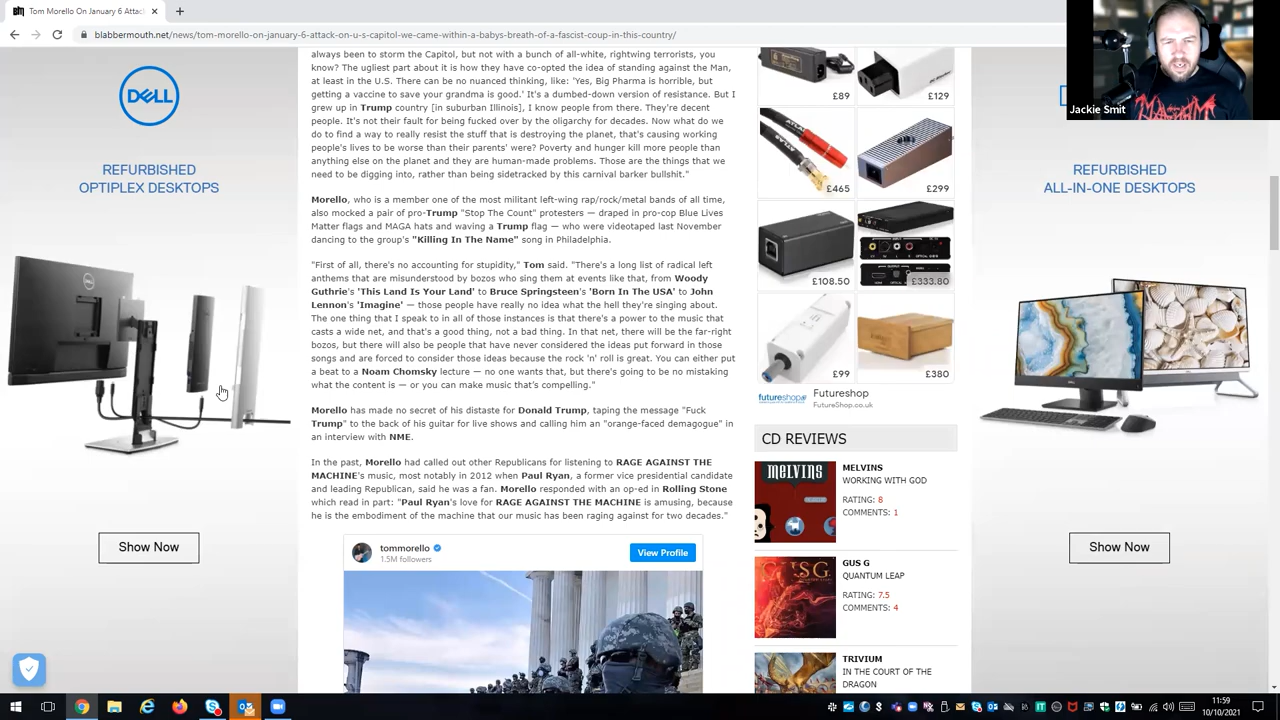 Tom Morello On January 6 Attack
blabbermouth.net/news/tom-morello-on-january-6-attack-on-u-s-capitol-we-came-within-a-babys-breath-of-a-fascist-coup-in-this-country/
Jackie Smit
DELL
REFURBISHED
OPTIPLEX DESKTOPS
Show Now
always been to storm the Capitol, but not with a bunch of all-white, rightwing terrorists, you
know? The ugliest part about it is how they have co-opted the idea of standing against the Man,
at least in the U.S. There can be no nuanced thinking, like: 'Yes, Big Pharma is horrible, but
getting a vaccine to save your grandma is good.' It's a dumbed-down version of resistance. But I
grew up in Trump country [in suburban Illinois], I know people from there. They're decent
people. It's not their fault for being fucked over by the oligarchy for decades. Now what do we
do to find a way to really resist the stuff that is destroying the planet, that's causing working
people's lives to be worse than their parents' were? Poverty and hunger kill more people than
anything else on the planet and they are human-made problems. Those are the things that we
need to be digging into, rather than being sidetracked by this carnival barker bullshit."
Morello, who is a member one of the most militant left-wing rap/rock/metal bands of all time,
also mocked a pair of pro-Trump "Stop The Count" protesters — draped in pro-cop Blue Lives
Matter flags and MAGA hats and waving a Trump flag — who were videotaped last November
dancing to the group's "Killing In The Name" song in Philadelphia.
"First of all, there's no accounting for stupidity," Tom said. "There's a long list of radical left
anthems that are misunderstood by bozos who sing them at events like that, from Woody
Guthrie's 'This Land Is Your Land' to Bruce Springsteen's 'Born In The USA' to John
Lennon's 'Imagine' — those people have really no idea what the hell they're singing about.
The one thing that I speak to in all of those instances is that there's a power to the music that
casts a wide net, and that's a good thing, not a bad thing. In that net, there will be the far-right
bozos, but there will also be people that have never considered the ideas put forward in those
songs and are forced to consider those ideas because the rock 'n' roll is great. You can either put
a beat to a Noam Chomsky lecture — no one wants that, but there's going to be no mistaking
what the content is — or you can make music that's compelling."
Morello has made no secret of his distaste for Donald Trump, taping the message "Fuck
Trump" to the back of his guitar for live shows and calling him an "orange-faced demagogue" in
an interview with NME.
In the past, Morello had called out other Republicans for listening to RAGE AGAINST THE
MACHINE's music, most notably in 2012 when Paul Ryan, a former vice presidential candidate
and leading Republican, said he was a fan. Morello responded with an op-ed in Rolling Stone
which read in part: "Paul Ryan's love for RAGE AGAINST THE MACHINE is amusing, because
he is the embodiment of the machine that our music has been raging against for two decades."
tommorello
1.5M followers
View Profile
£89
£129
£465
£299
£108.50
£333.80
£99
£380
futureshop
Futureshop
FutureShop.co.uk
CD REVIEWS
MELVINS
MELVINS
WORKING WITH GOD
RATING: 8
COMMENTS: 1
GUS G
GUS G
QUANTUM LEAP
RATING: 7.5
COMMENTS: 4
TRIVIUM
IN THE COURT OF THE
DRAGON
REFURBISHED
ALL-IN-ONE DESKTOPS
Show Now
11:59
10/10/2021